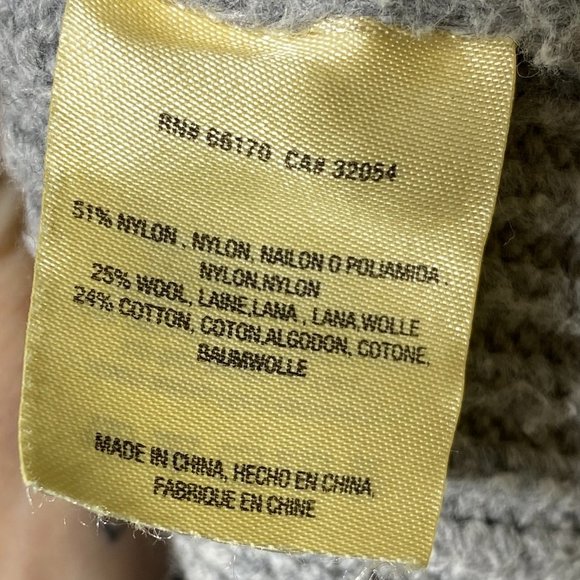 RN# 66170 CA# 32054
51% NYLON , NYLON, NAILON O POLIAMIDA .
NYLON,NYLON
25% WOOL, LAINE,LANA , LANA,WOLLE
24% COTTON, COTON,ALGODON, COTONE,
BAUMWOLLE
MADE IN CHINA, HECHO EN CHINA,
FABRIQUE EN CHINE